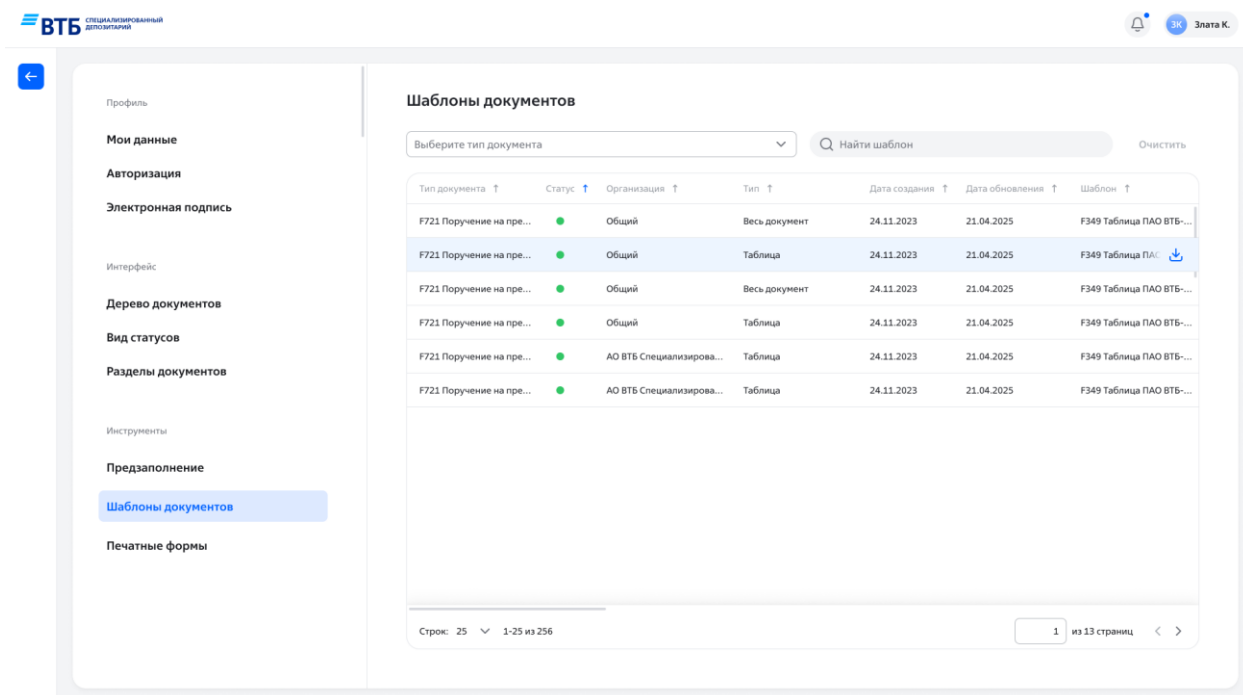 ВТБ СПЕЦИАЛИЗИРОВАННЫЙ ДЕПОЗИТАРИЙ
ЗК Злата К.
Профиль
Мои данные
Авторизация
Электронная подпись
Интерфейс
Дерево документов
Вид статусов
Разделы документов
Инструменты
Предзаполнение
Шаблоны документов
Печатные формы
Шаблоны документов
Выберите тип документа
Найти шаблон
Очистить
Тип документа ↑ Статус ↑ Организация ↑ Тип ↑ Дата создания ↑ Дата обновления ↑ Шаблон ↑
F721 Поручение на пре... Общий Весь документ 24.11.2023 21.04.2025 F349 Таблица ПАО ВТБ-...
F721 Поручение на пре... Общий Таблица 24.11.2023 21.04.2025 F349 Таблица ПАО
F721 Поручение на пре... Общий Весь документ 24.11.2023 21.04.2025 F349 Таблица ПАО ВТБ-...
F721 Поручение на пре... Общий Таблица 24.11.2023 21.04.2025 F349 Таблица ПАО ВТБ-...
F721 Поручение на пре... АО ВТБ Специализирова... Таблица 24.11.2023 21.04.2025 F349 Таблица ПАО ВТБ-...
F721 Поручение на пре... АО ВТБ Специализирова... Таблица 24.11.2023 21.04.2025 F349 Таблица ПАО ВТБ-...
Строк: 25 1-25 из 256
1 из 13 страниц